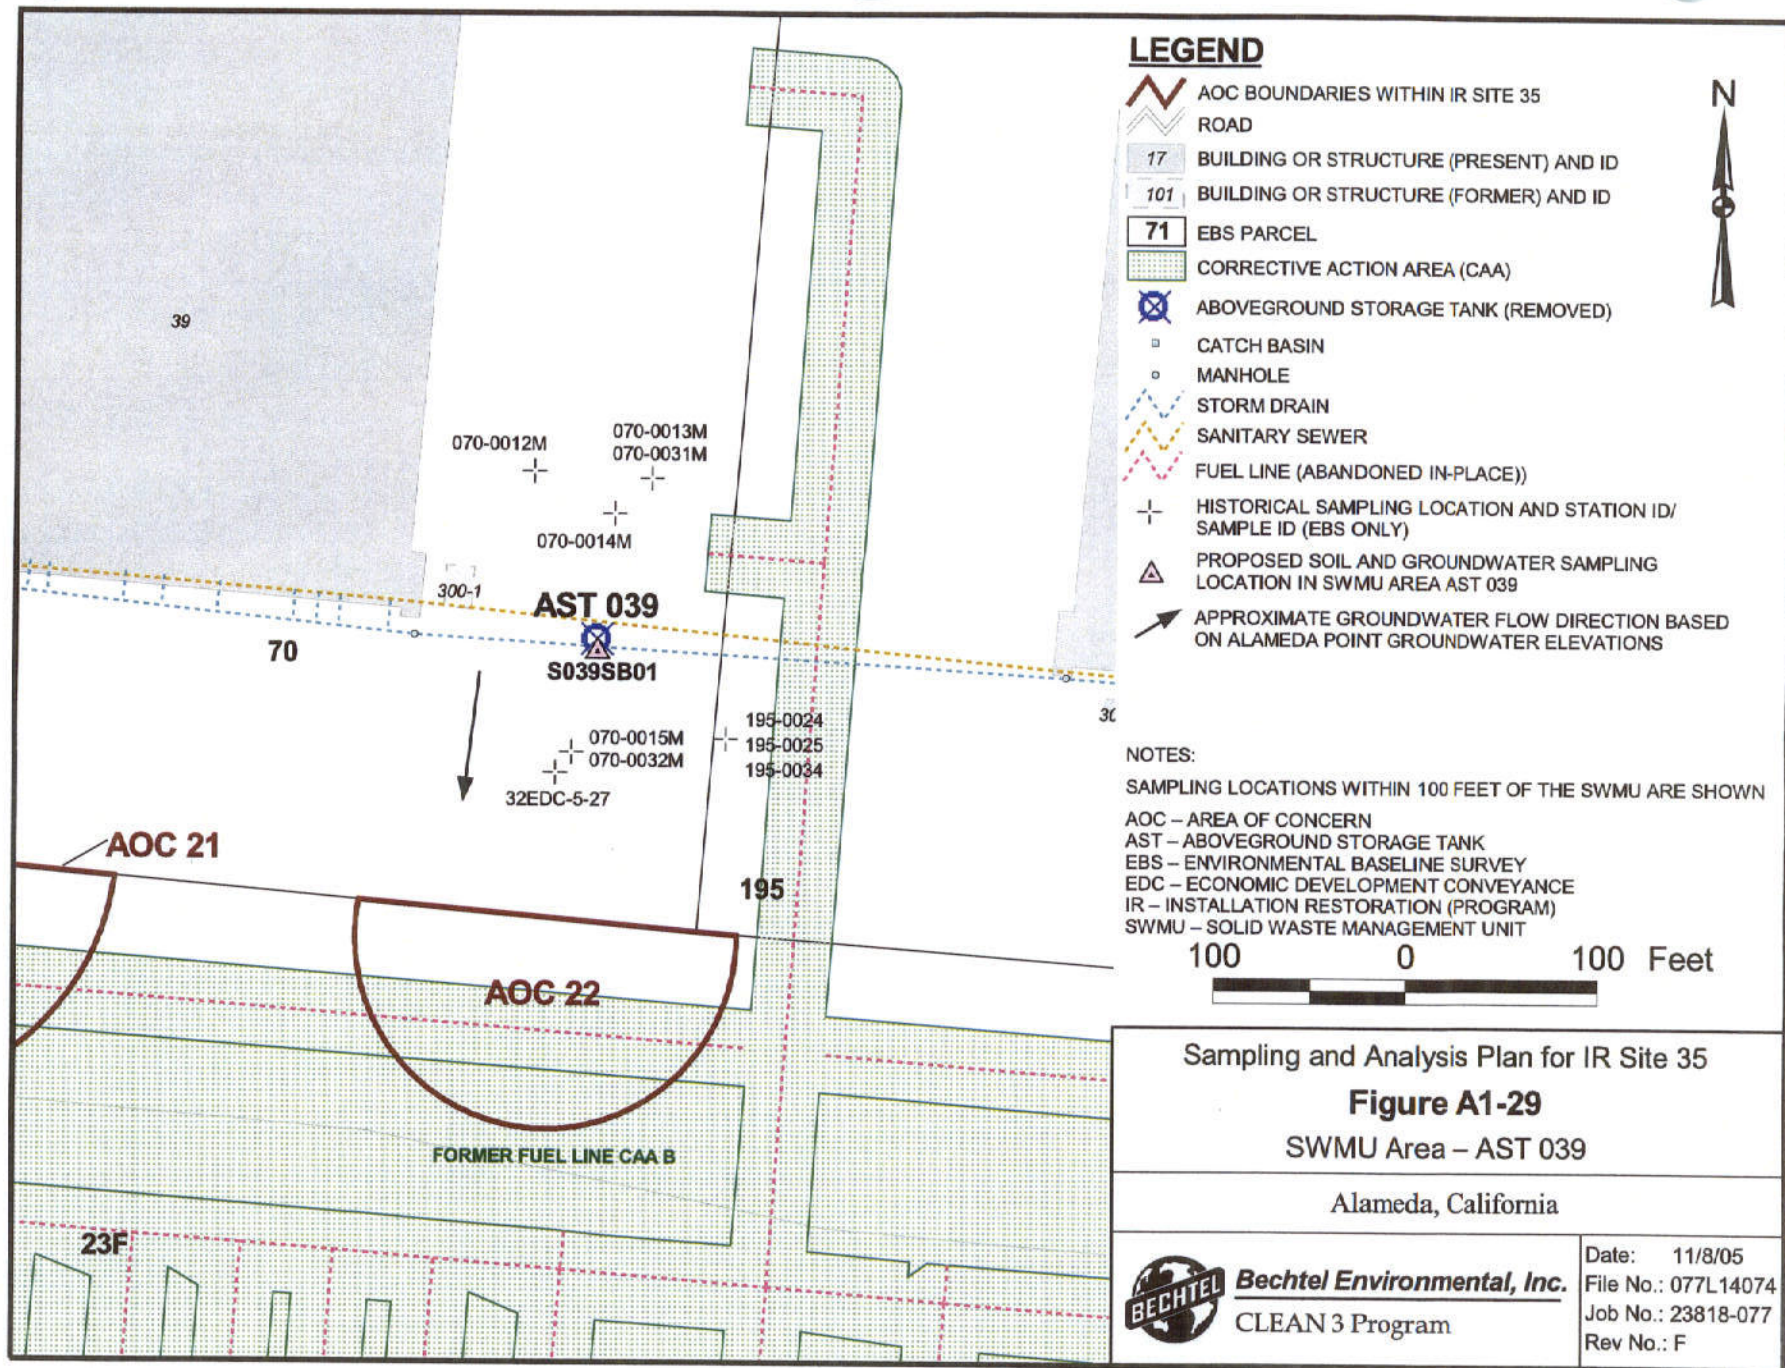 39
070-0012M
070-0013M
070-0031M
070-0014M
300-1
AST 039
70
S039SB01
070-0015M
070-0032M
32EDC-5-27
195-0024
195-0025
195-0034
30
AOC 21
195
AOC 22
FORMER FUEL LINE CAA B
23F
LEGEND
AOC BOUNDARIES WITHIN IR SITE 35
ROAD
17 BUILDING OR STRUCTURE (PRESENT) AND ID
101 BUILDING OR STRUCTURE (FORMER) AND ID
71 EBS PARCEL
CORRECTIVE ACTION AREA (CAA)
ABOVEGROUND STORAGE TANK (REMOVED)
CATCH BASIN
MANHOLE
STORM DRAIN
SANITARY SEWER
FUEL LINE (ABANDONED IN-PLACE))
HISTORICAL SAMPLING LOCATION AND STATION ID/
SAMPLE ID (EBS ONLY)
PROPOSED SOIL AND GROUNDWATER SAMPLING
LOCATION IN SWMU AREA AST 039
APPROXIMATE GROUNDWATER FLOW DIRECTION BASED
ON ALAMEDA POINT GROUNDWATER ELEVATIONS
N
NOTES:
SAMPLING LOCATIONS WITHIN 100 FEET OF THE SWMU ARE SHOWN
AOC – AREA OF CONCERN
AST – ABOVEGROUND STORAGE TANK
EBS – ENVIRONMENTAL BASELINE SURVEY
EDC – ECONOMIC DEVELOPMENT CONVEYANCE
IR – INSTALLATION RESTORATION (PROGRAM)
SWMU – SOLID WASTE MANAGEMENT UNIT
100 0 100 Feet
Sampling and Analysis Plan for IR Site 35
Figure A1-29
SWMU Area – AST 039
Alameda, California
BECHTEL
Bechtel Environmental, Inc.
CLEAN 3 Program
Date: 11/8/05
File No.: 077L14074
Job No.: 23818-077
Rev No.: F